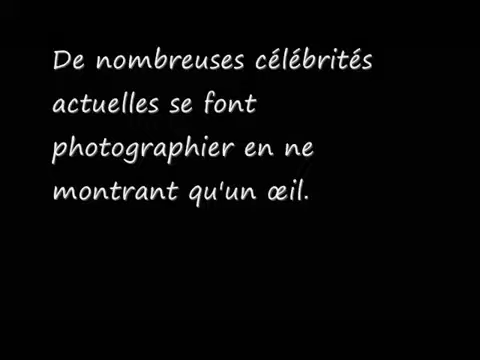 De nombreuses célébrités
actuelles se font
photographier en ne
montrant qu'un œil.